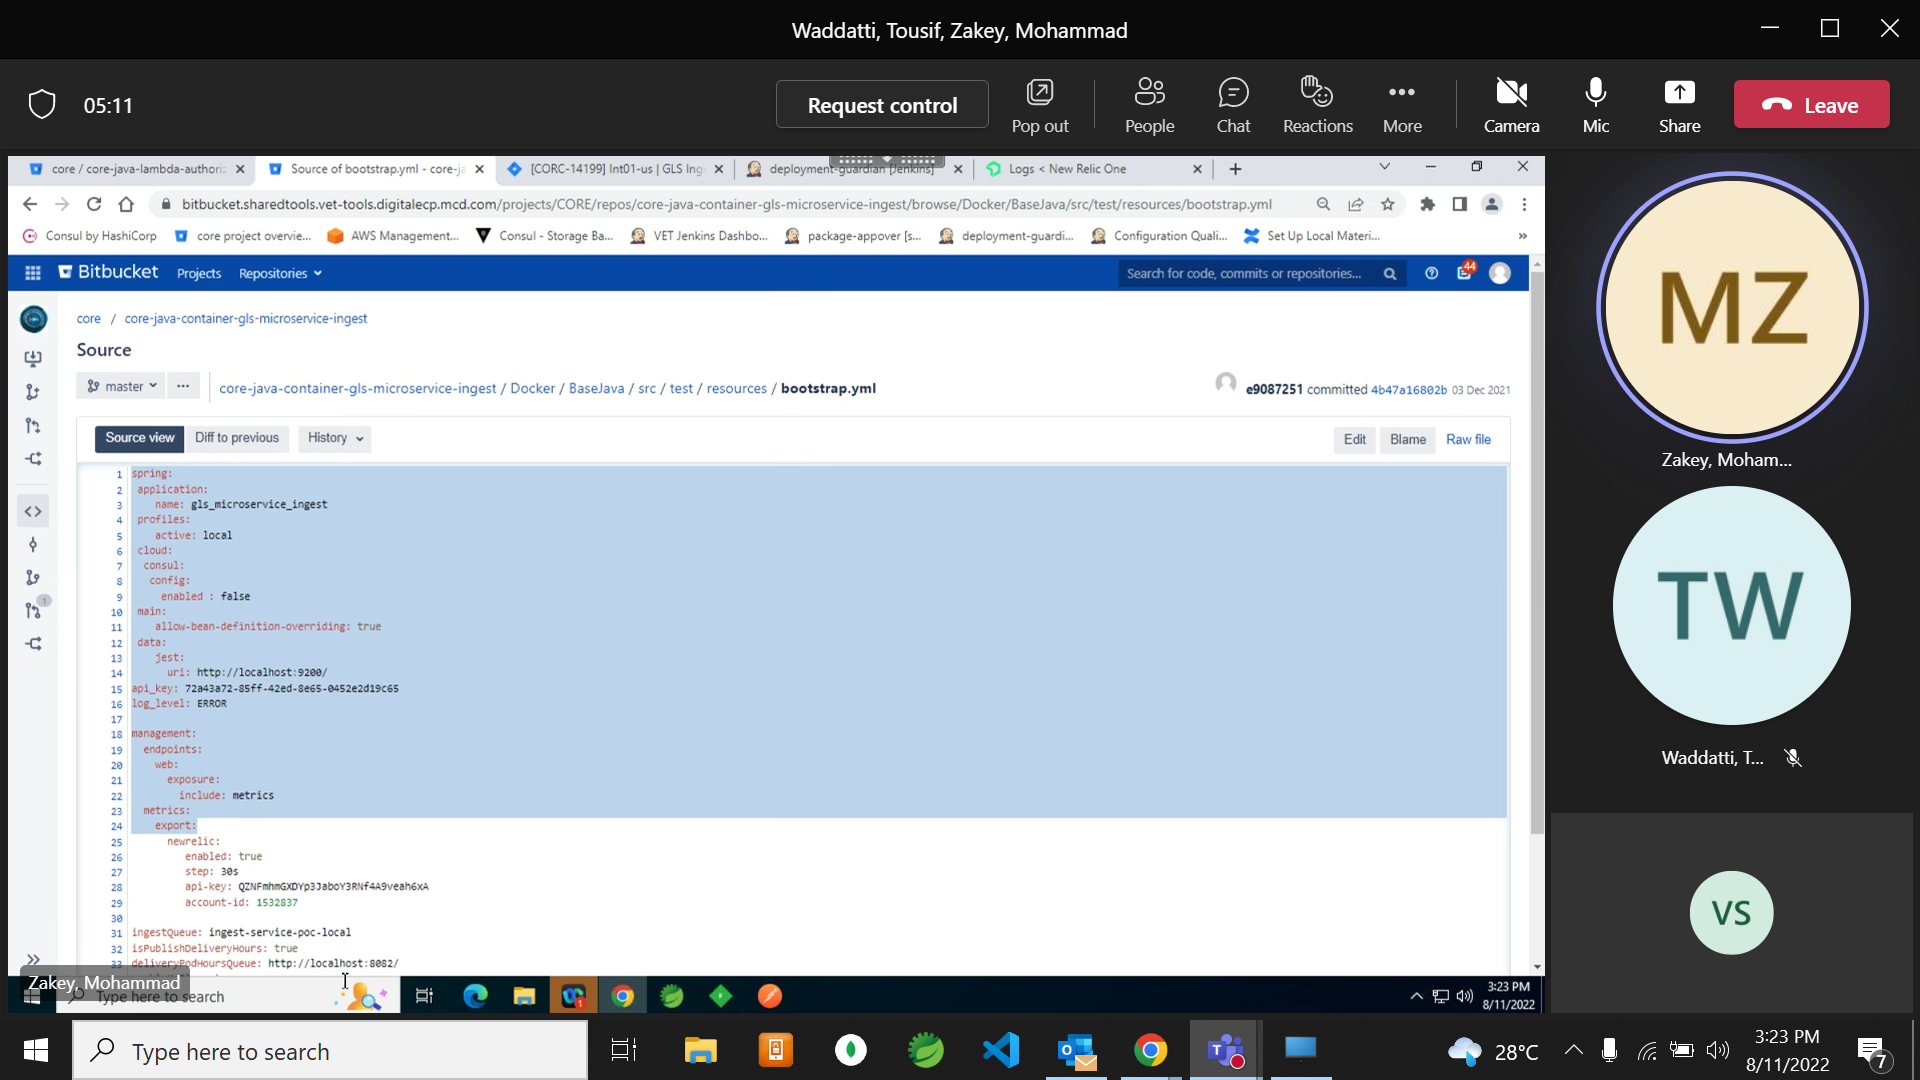 Waddatti, Tousif, Zakey, Mohammad
05:11
Request control
Pop out
People
Chat
Reactions
More
Camera
Mic
Share
Leave
core / core-java-lambda-authoriz
Source of bootstrap.yml - core-ja
[CORC-14199] Int01-us | GLS Ing
deployment-guardian [Jenkins]
Logs < New Relic One
bitbucket.sharedtools.vet-tools.digitalecp.mcd.com/projects/CORE/repos/core-java-container-gls-microservice-ingest/browse/Docker/BaseJava/src/test/resources/bootstrap.yml
Consul by HashiCorp
core project overvie...
AWS Management...
Consul - Storage Ba...
VET Jenkins Dashbo...
package-appover [s...
deployment-guardi...
Configuration Quali...
Set Up Local Materi...
»
Bitbucket
Projects
Repositories
Search for code, commits or repositories...
44
core / core-java-container-gls-microservice-ingest
Source
master
core-java-container-gls-microservice-ingest / Docker / BaseJava / src / test / resources / bootstrap.yml
e9087251 committed 4b47a16802b 03 Dec 2021
Source view
Diff to previous
History
Edit
Blame
Raw file
1 spring:
2 application:
3 name: gls_microservice_ingest
4 profiles:
5 active: local
6 cloud:
7 consul:
8 config:
9 enabled : false
10 main:
11 allow-bean-definition-overriding: true
12 data:
13 jest:
14 uri: http://localhost:9200/
15 api_key: 72a43a72-85ff-42ed-8e65-0452e2d19c65
16 log_level: ERROR
17
18 management:
19 endpoints:
20 web:
21 exposure:
22 include: metrics
23 metrics:
24 export:
25 newrelic:
26 enabled: true
27 step: 30s
28 api-key: QZNFmhmGXDYp3JaboY3RNf4A9veah6xA
29 account-id: 1532837
30
31 ingestQueue: ingest-service-poc-local
32 isPublishDeliveryHours: true
33 deliveryPodHoursQueue: http://localhost:8082/
1
Zakey, Mohammad
Type here to search
1
3:23 PM
8/11/2022
MZ
Zakey, Moham...
TW
Waddatti, T...
VS
Type here to search
28°C
3:23 PM
8/11/2022
7